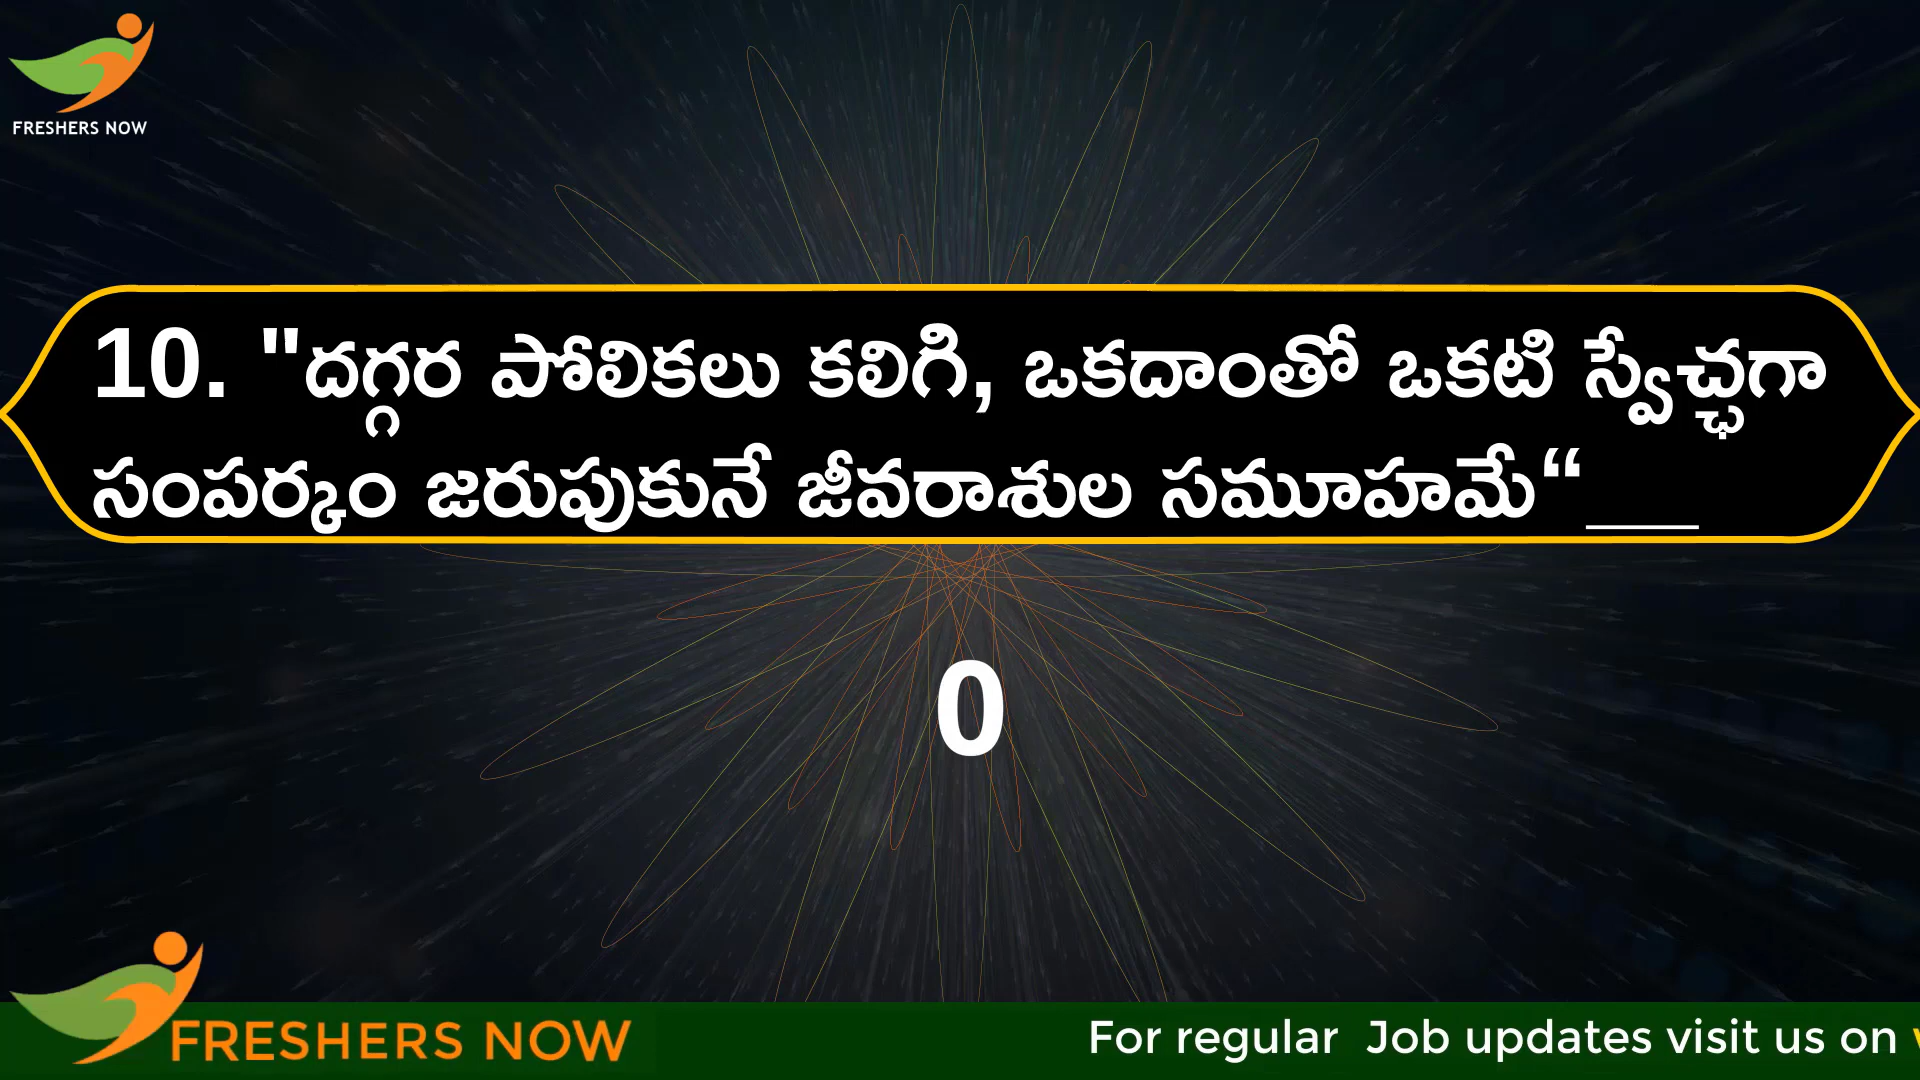 FRESHERS NOW
10. "దగ్గర పోలికలు కలిగి, ఒకదాంతో ఒకటి స్వేచ్ఛగా
సంపర్కం జరుపుకునే జీవరాశుల సమూహమే“___
0
FRESHERS NOW
For regular Job updates visit us on